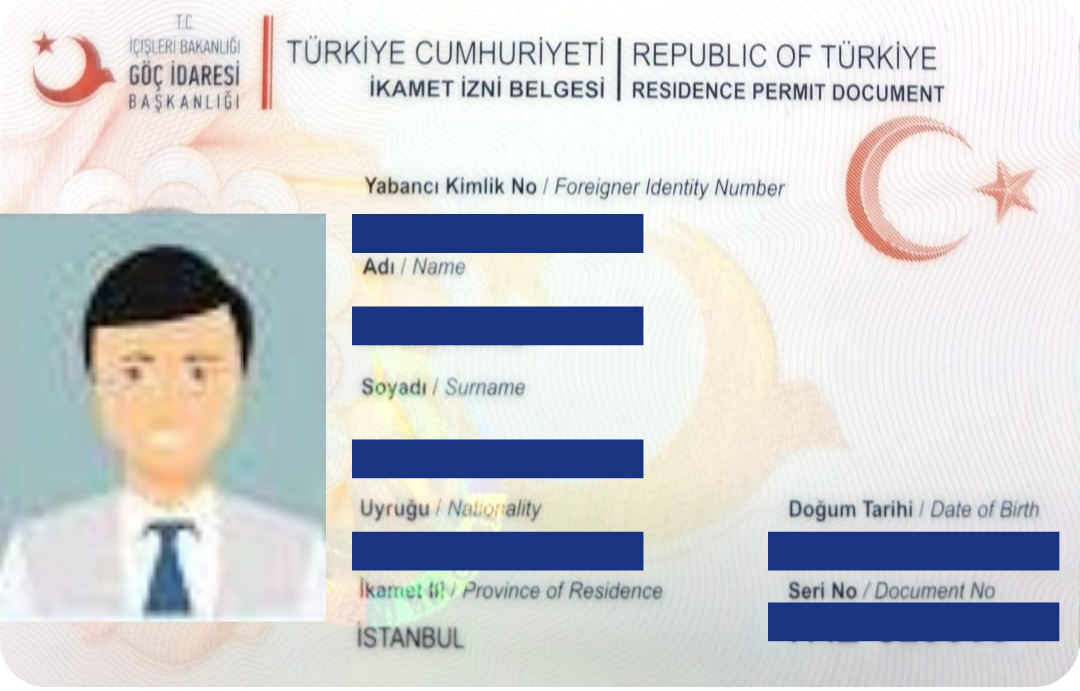 T.C.
İÇİŞLERİ BAKANLIĞI
GÖÇ İDARESİ
BAŞKANLIĞI
TÜRKİYE CUMHURİYETİ | REPUBLIC OF TÜRKİYE
İKAMET İZNİ BELGESİ | RESIDENCE PERMIT DOCUMENT
Yabancı Kimlik No / Foreigner Identity Number
Adı / Name
Soyadı / Surname
Uyruğu / Nationality
Doğum Tarihi / Date of Birth
İkamet İli / Province of Residence
Seri No / Document No
İSTANBUL